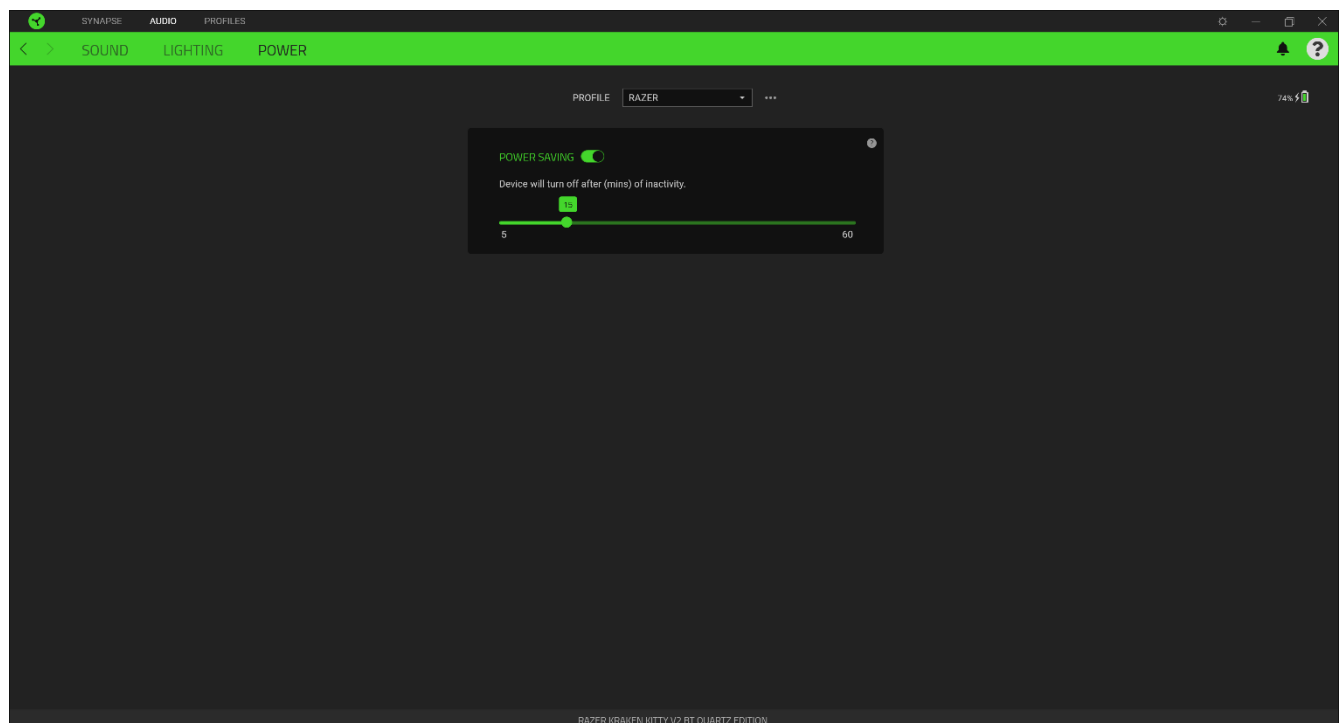 SYNAPSE AUDIO PROFILES
SOUND LIGHTING POWER ?
PROFILE RAZER 74%
POWER SAVING ?
Device will turn off after (mins) of inactivity.
15
5 60
RAZER KRAKEN KITTY V2 BT QUARTZ EDITION